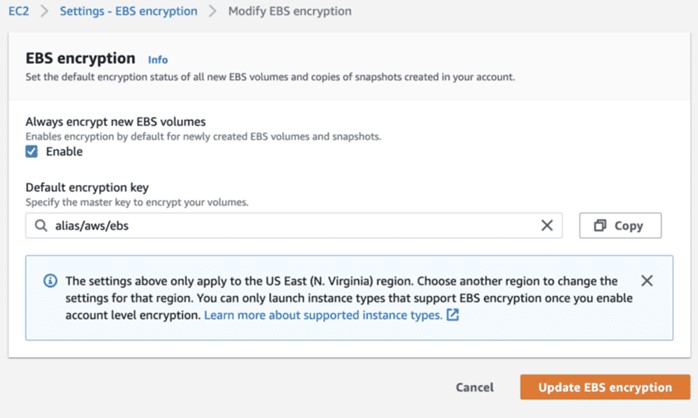 EC2 > Settings - EBS encryption > Modify EBS encryption
EBS encryption Info
Set the default encryption status of all new EBS volumes and copies of snapshots created in your account.
Always encrypt new EBS volumes
Enables encryption by default for newly created EBS volumes and snapshots.
Enable
Default encryption key
Specify the master key to encrypt your volumes.
alias/aws/ebs
Copy
The settings above only apply to the US East (N. Virginia) region. Choose another region to change the
settings for that region. You can only launch instance types that support EBS encryption once you enable
account level encryption. Learn more about supported instance types.
Cancel
Update EBS encryption